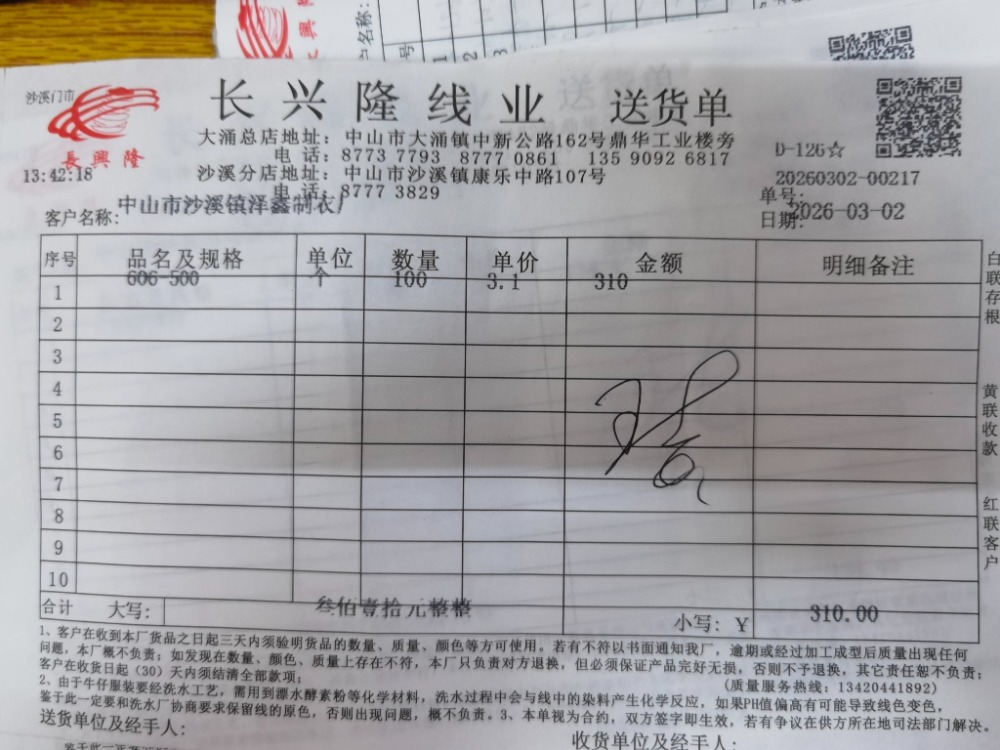 沙溪门市
長興隆
13:42:18
长兴隆线业 送货单
大涌总店地址：中山市大涌镇中新公路162号鼎华工业楼旁
电话：8773 7793 8777 0861 135 9092 6817
沙溪分店地址：中山市沙溪镇康乐中路107号
电话：8777 3829
D-126☆
20260302-00217
单号：
日期：2026-03-02
客户名称：中山市沙溪镇泽鑫制衣厂
序号 品名及规格 单位 数量 单价 金额 明细备注
1 606-500 个 100 3.1 310
2
3
4
5
6
7
8
9
10
合计 大写： 叁佰壹拾元整整 小写：￥ 310.00
白联存根
黄联收款
红联客户
1、客户在收到本厂货品之日起三天内须验明货品的数量、质量、颜色等方可使用。若有不符以书面通知我厂，逾期或经过加工成型后质量出现任何
问题，本厂概不负责；如发现在数量、颜色、质量上存在不符，本厂只负责对方退换，但必须保证产品完好无损，否则不予退换，其它责任恕不负责；
客户在收货日起（30）天内须结清全部款项； （质量服务热线：13420441892）
2、由于牛仔服装要经洗水工艺，需用到漂水酵素粉等化学材料，洗水过程中会与线中的染料产生化学反应，如果PH值偏高有可能导致线色变色，
鉴于此一定要和洗水厂协商要求保留线的原色，否则出现问题，概不负责。3、本单视为合约，双方签字即生效，若有争议在供方所在地司法部门解决。
送货单位及经手人：
收货单位及经手人：